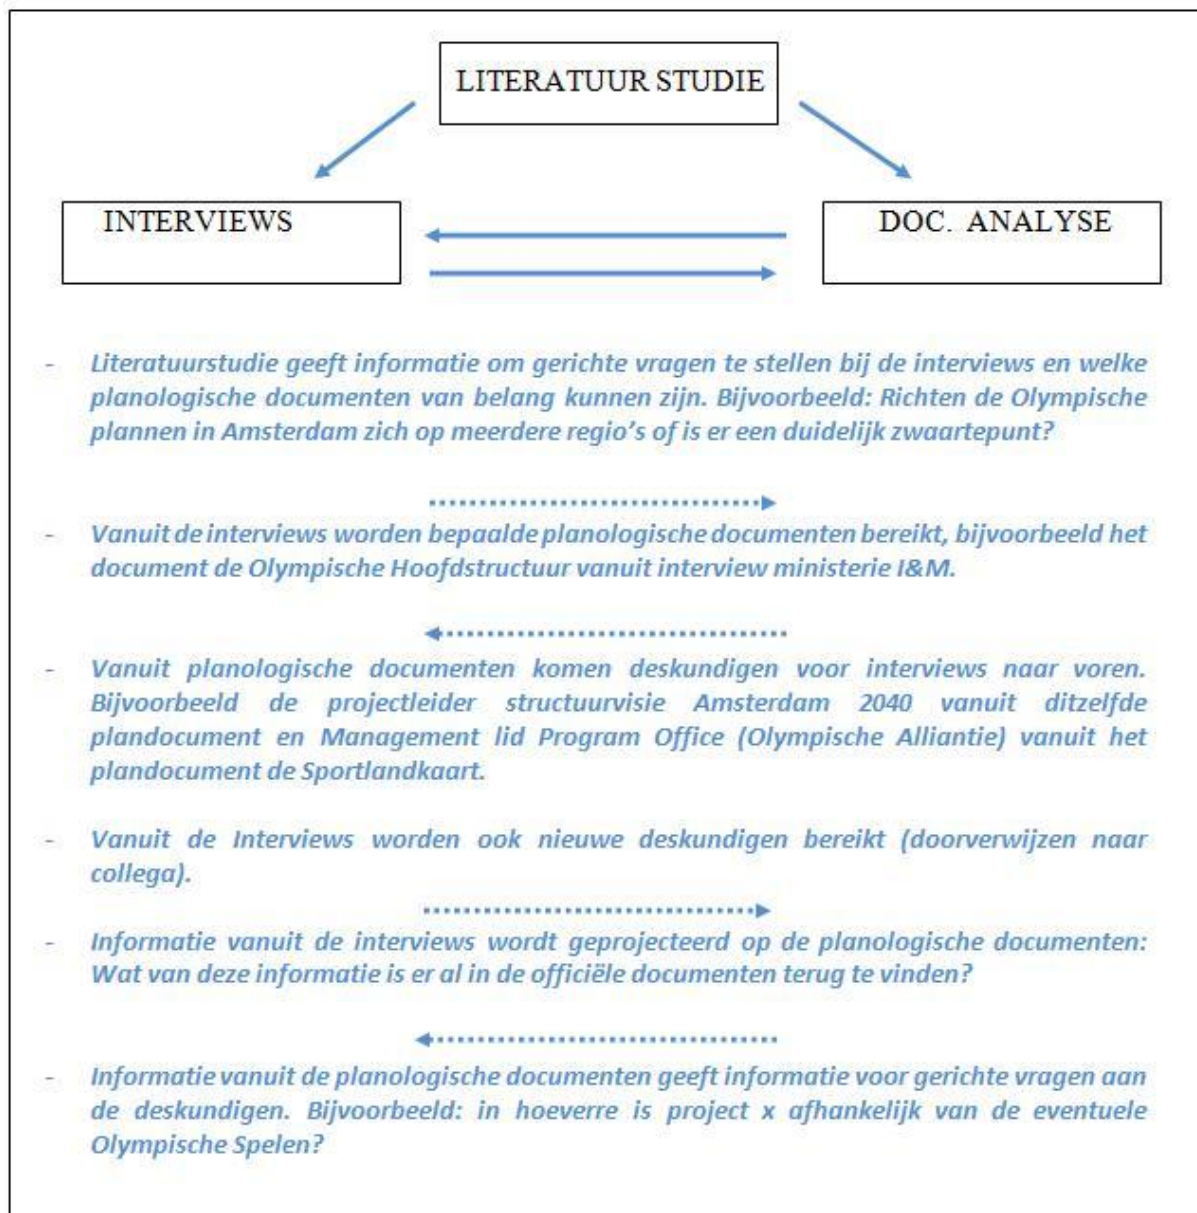 LITERATUUR STUDIE
INTERVIEWS
DOC. ANALYSE
- Literatuurstudie geeft informatie om gerichte vragen te stellen bij de interviews en welke
planologische documenten van belang kunnen zijn. Bijvoorbeeld: Richten de Olympische
plannen in Amsterdam zich op meerdere regio's of is er een duidelijk zwaartepunt?
- Vanuit de interviews worden bepaalde planologische documenten bereikt, bijvoorbeeld het
document de Olympische Hoofdstructuur vanuit interview ministerie I&M.
- Vanuit planologische documenten komen deskundigen voor interviews naar voren.
Bijvoorbeeld de projectleider structuurvisie Amsterdam 2040 vanuit ditzelfde
plandocument en Management lid Program Office (Olympische Alliantie) vanuit het
plandocument de Sportlandkaart.
- Vanuit de Interviews worden ook nieuwe deskundigen bereikt (doorverwijzen naar
collega).
- Informatie vanuit de interviews wordt geprojecteerd op de planologische documenten:
Wat van deze informatie is er al in de officiële documenten terug te vinden?
- Informatie vanuit de planologische documenten geeft informatie voor gerichte vragen aan
de deskundigen. Bijvoorbeeld: in hoeverre is project x afhankelijk van de eventuele
Olympische Spelen?